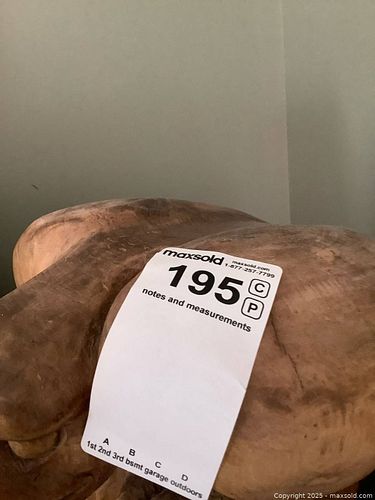 maxsold maxsold.com
1-877-257-7799
195 C
P
notes and measurements
A B C D
1st 2nd 3rd bsmt garage outdoors
Copyright 2025 - maxsold.com